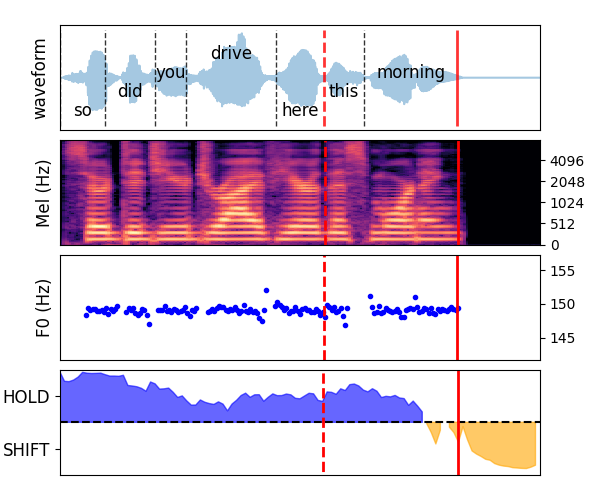 waveform
so
did
you
drive
here
this
morning
Mel (Hz)
4096
2048
1024
512
0
F0 (Hz)
155
150
145
HOLD
SHIFT